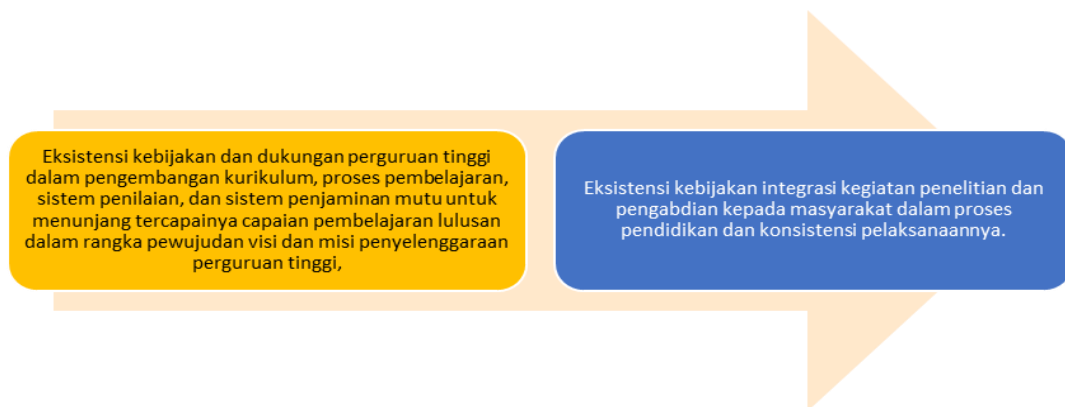 Eksistensi kebijakan dan dukungan perguruan tinggi
dalam pengembangan kurikulum, proses pembelajaran,
sistem penilaian, dan sistem penjaminan mutu untuk
menunjang tercapainya capaian pembelajaran lulusan
dalam rangka pewujudan visi dan misi penyelenggaraan
perguruan tinggi,
Eksistensi kebijakan integrasi kegiatan penelitian dan
pengabdian kepada masyarakat dalam proses
pendidikan dan konsistensi pelaksanaannya.